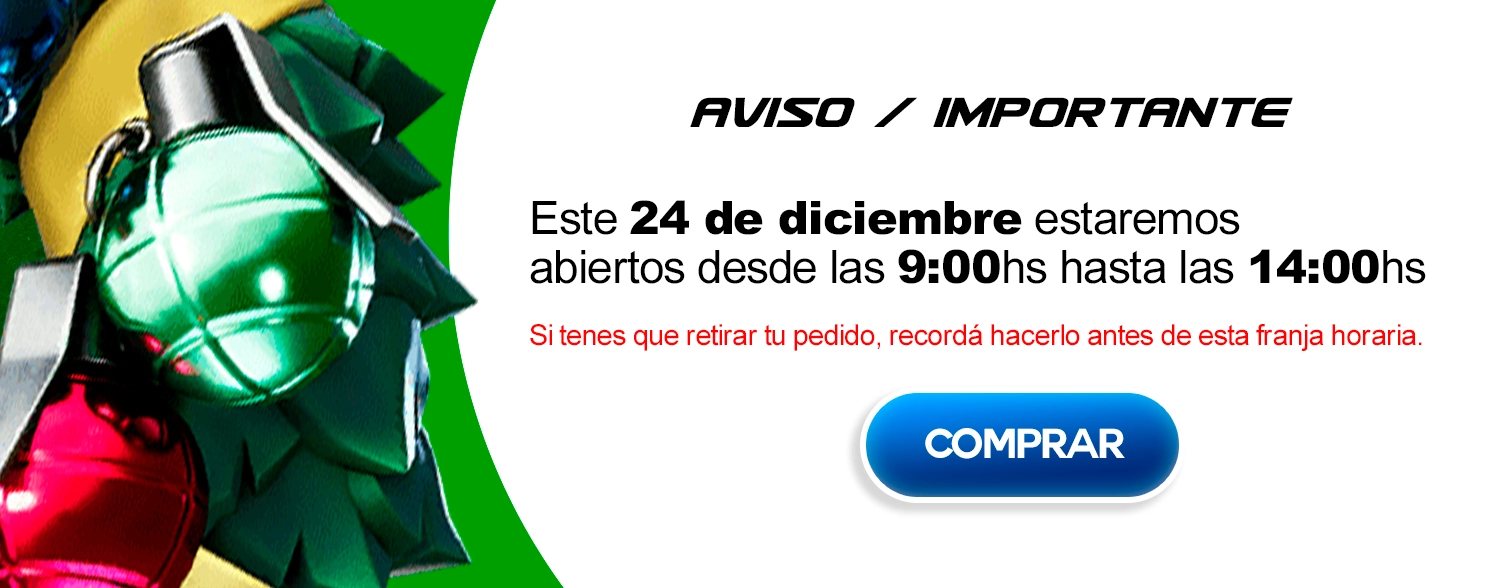 AVISO / IMPORTANTE
Este 24 de diciembre estaremos
abiertos desde las 9:00hs hasta las 14:00hs
Si tenes que retirar tu pedido, recordá hacerlo antes de esta franja horaria.
COMPRAR